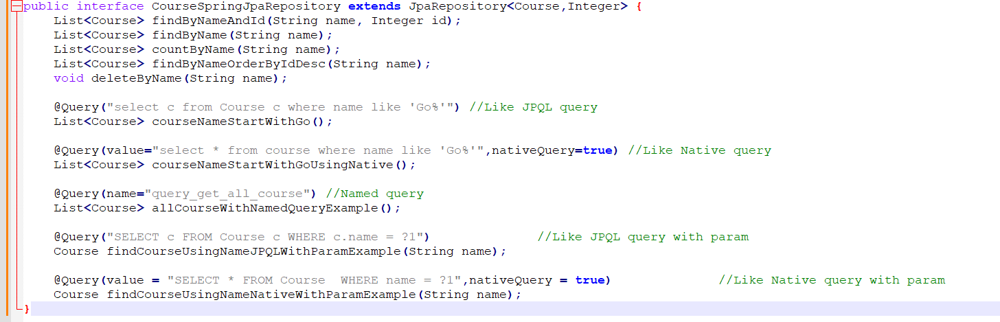 public interface CourseSpringJpaRepository extends JpaRepository<Course,Integer> {
    List<Course> findByNameAndId(String name, Integer id);
    List<Course> findByName(String name);
    List<Course> countByName(String name);
    List<Course> findByNameOrderByIdDesc(String name);
    void deleteByName(String name);

    @Query("select c from Course c where name like 'Go%'") //Like JPQL query
    List<Course> courseNameStartWithGo();

    @Query(value="select * from course where name like 'Go%'",nativeQuery=true) //Like Native query
    List<Course> courseNameStartWithGoUsingNative();

    @Query(name="query_get_all_course") //Named query
    List<Course> allCourseWithNamedQueryExample();

    @Query("SELECT c FROM Course c WHERE c.name = ?1")              //Like JPQL query with param
    Course findCourseUsingNameJPQLWithParamExample(String name);

    @Query(value = "SELECT * FROM Course  WHERE name = ?1",nativeQuery = true)              //Like Native query with param
    Course findCourseUsingNameNativeWithParamExample(String name);
}